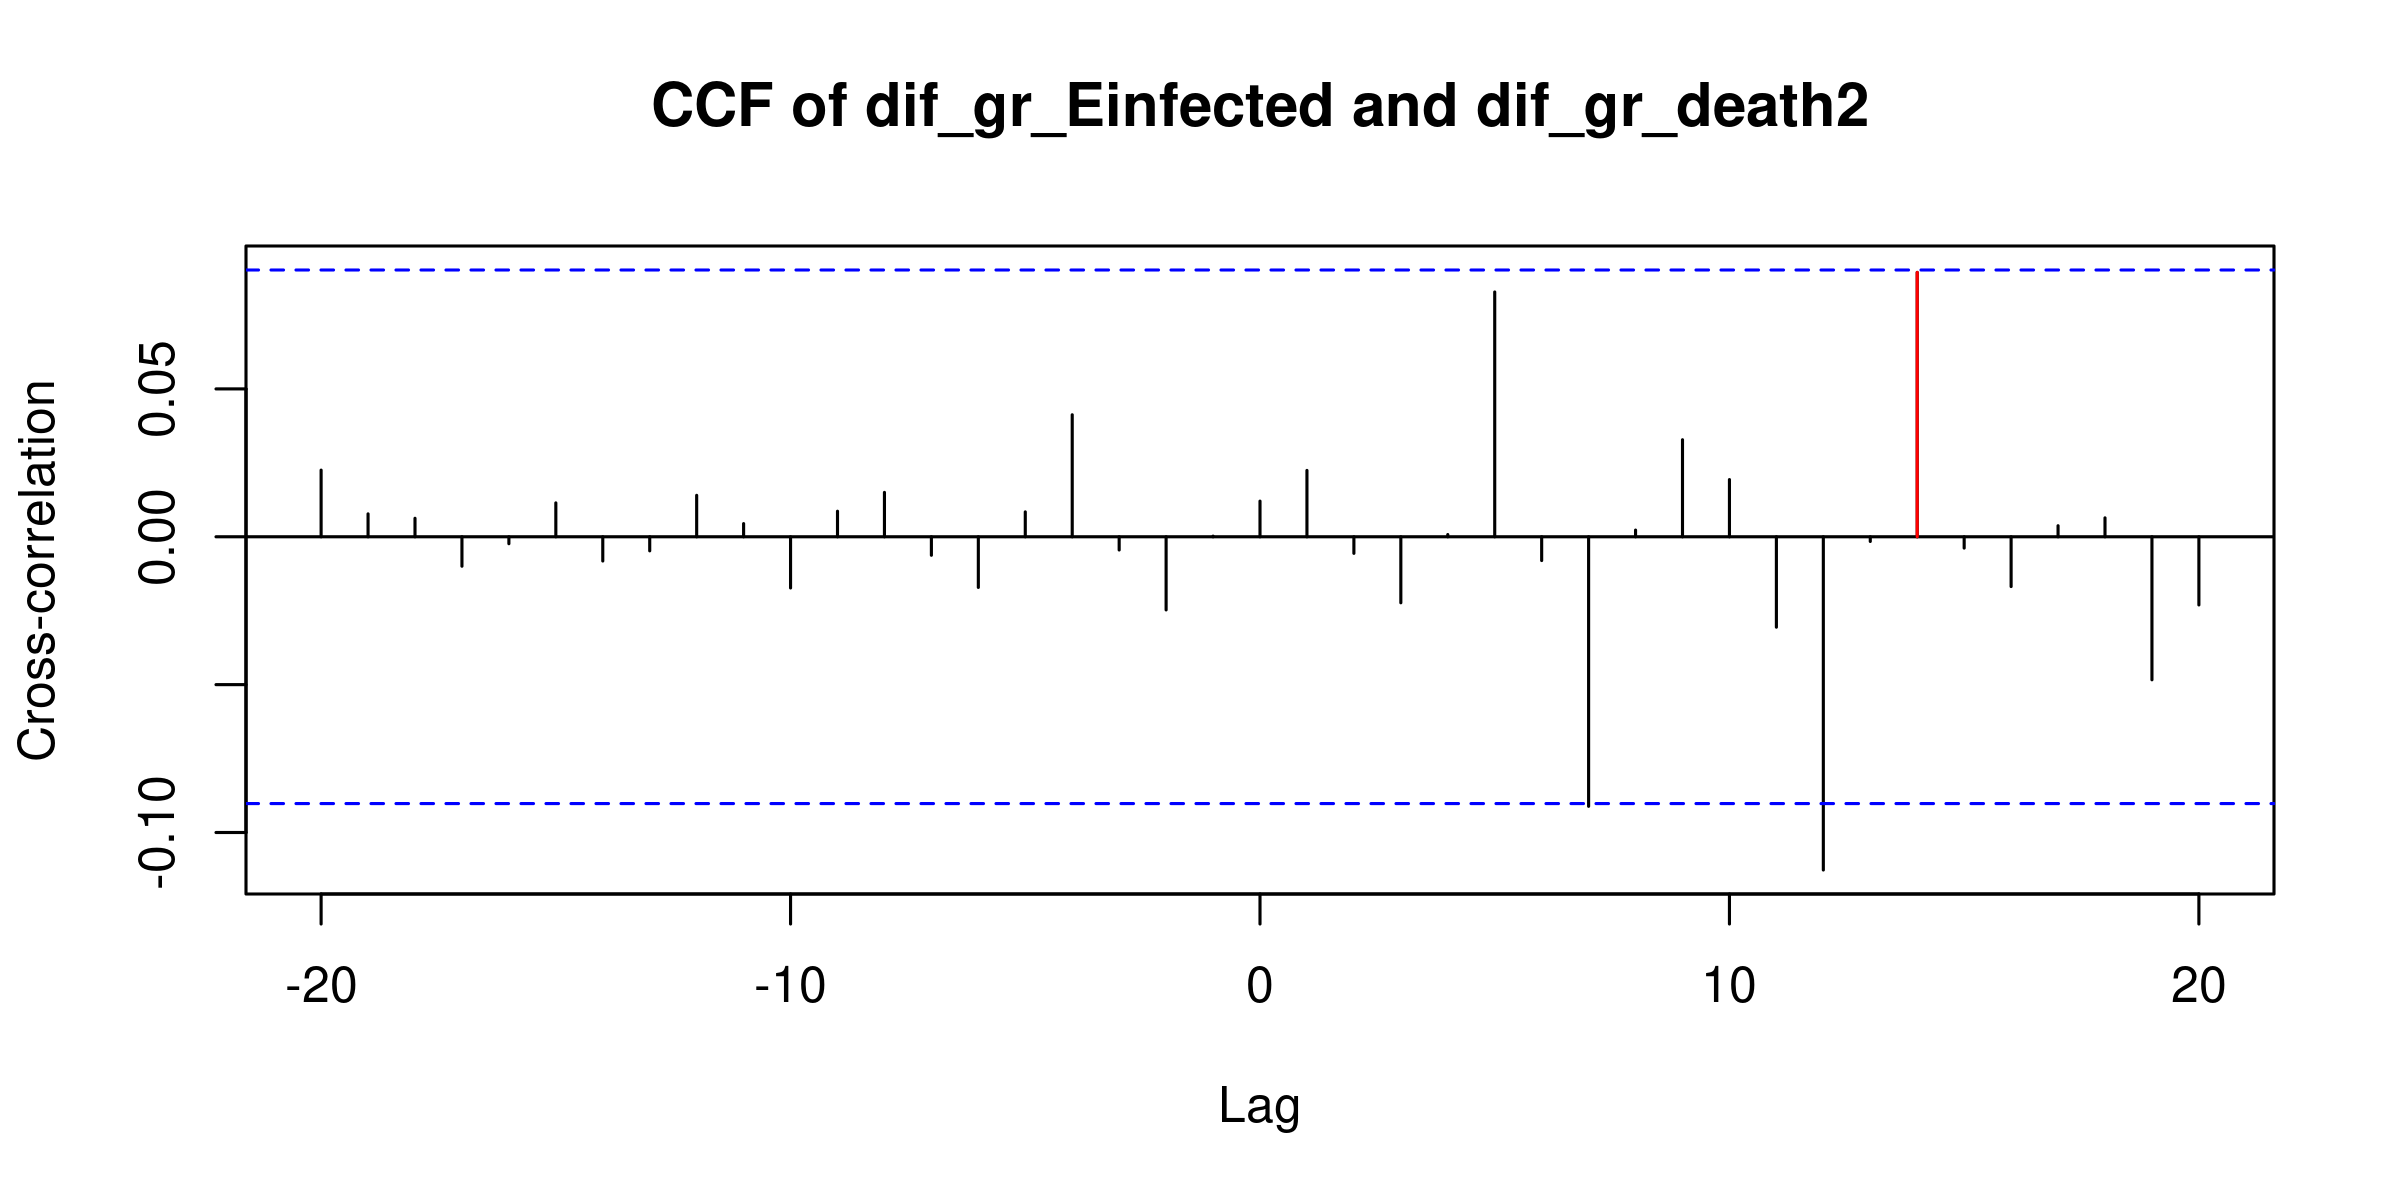 CCF of dif_gr_Einfected and dif_gr_death2
Cross-correlation
0.05
0.00
-0.10
-20
-10
0
10
20
Lag